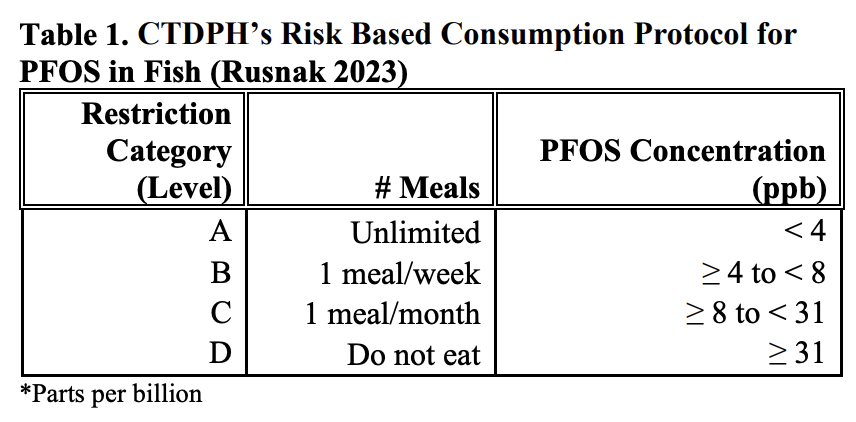 Table 1. CTDPH’s Risk Based Consumption Protocol for
PFOS in Fish (Rusnak 2023)
Restriction
Category
(Level) # Meals PFOS Concentration
(ppb)
A Unlimited < 4
B 1 meal/week ≥ 4 to < 8
C 1 meal/month ≥ 8 to < 31
D Do not eat ≥ 31
*Parts per billion